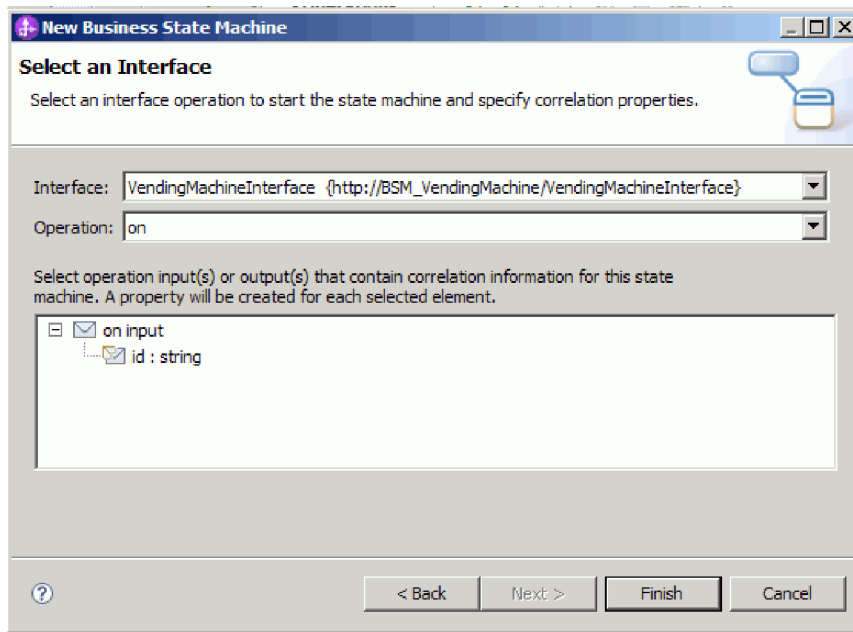 New Business State Machine
Select an Interface
Select an interface operation to start the state machine and specify correlation properties.
Interface: VendingMachineInterface {http://BSM_VendingMachine/VendingMachineInterface}
Operation: on
Select operation input(s) or output(s) that contain correlation information for this state
machine. A property will be created for each selected element.
on input
id : string
< Back Next > Finish Cancel